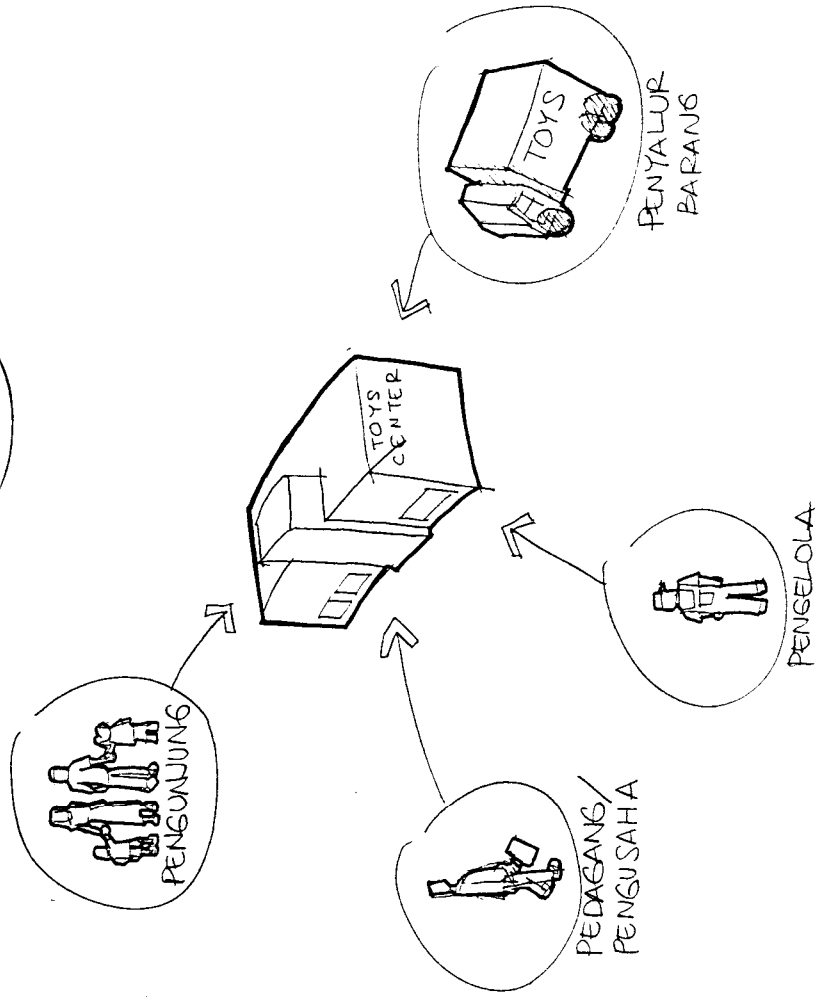 PENGUNJUNG
PEDAGANG/
PENGUSAHA
TOYS
CENTER
PENGELOLA
TOYS
PENYALUR
BARANG